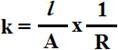 k = l/A x 1/R